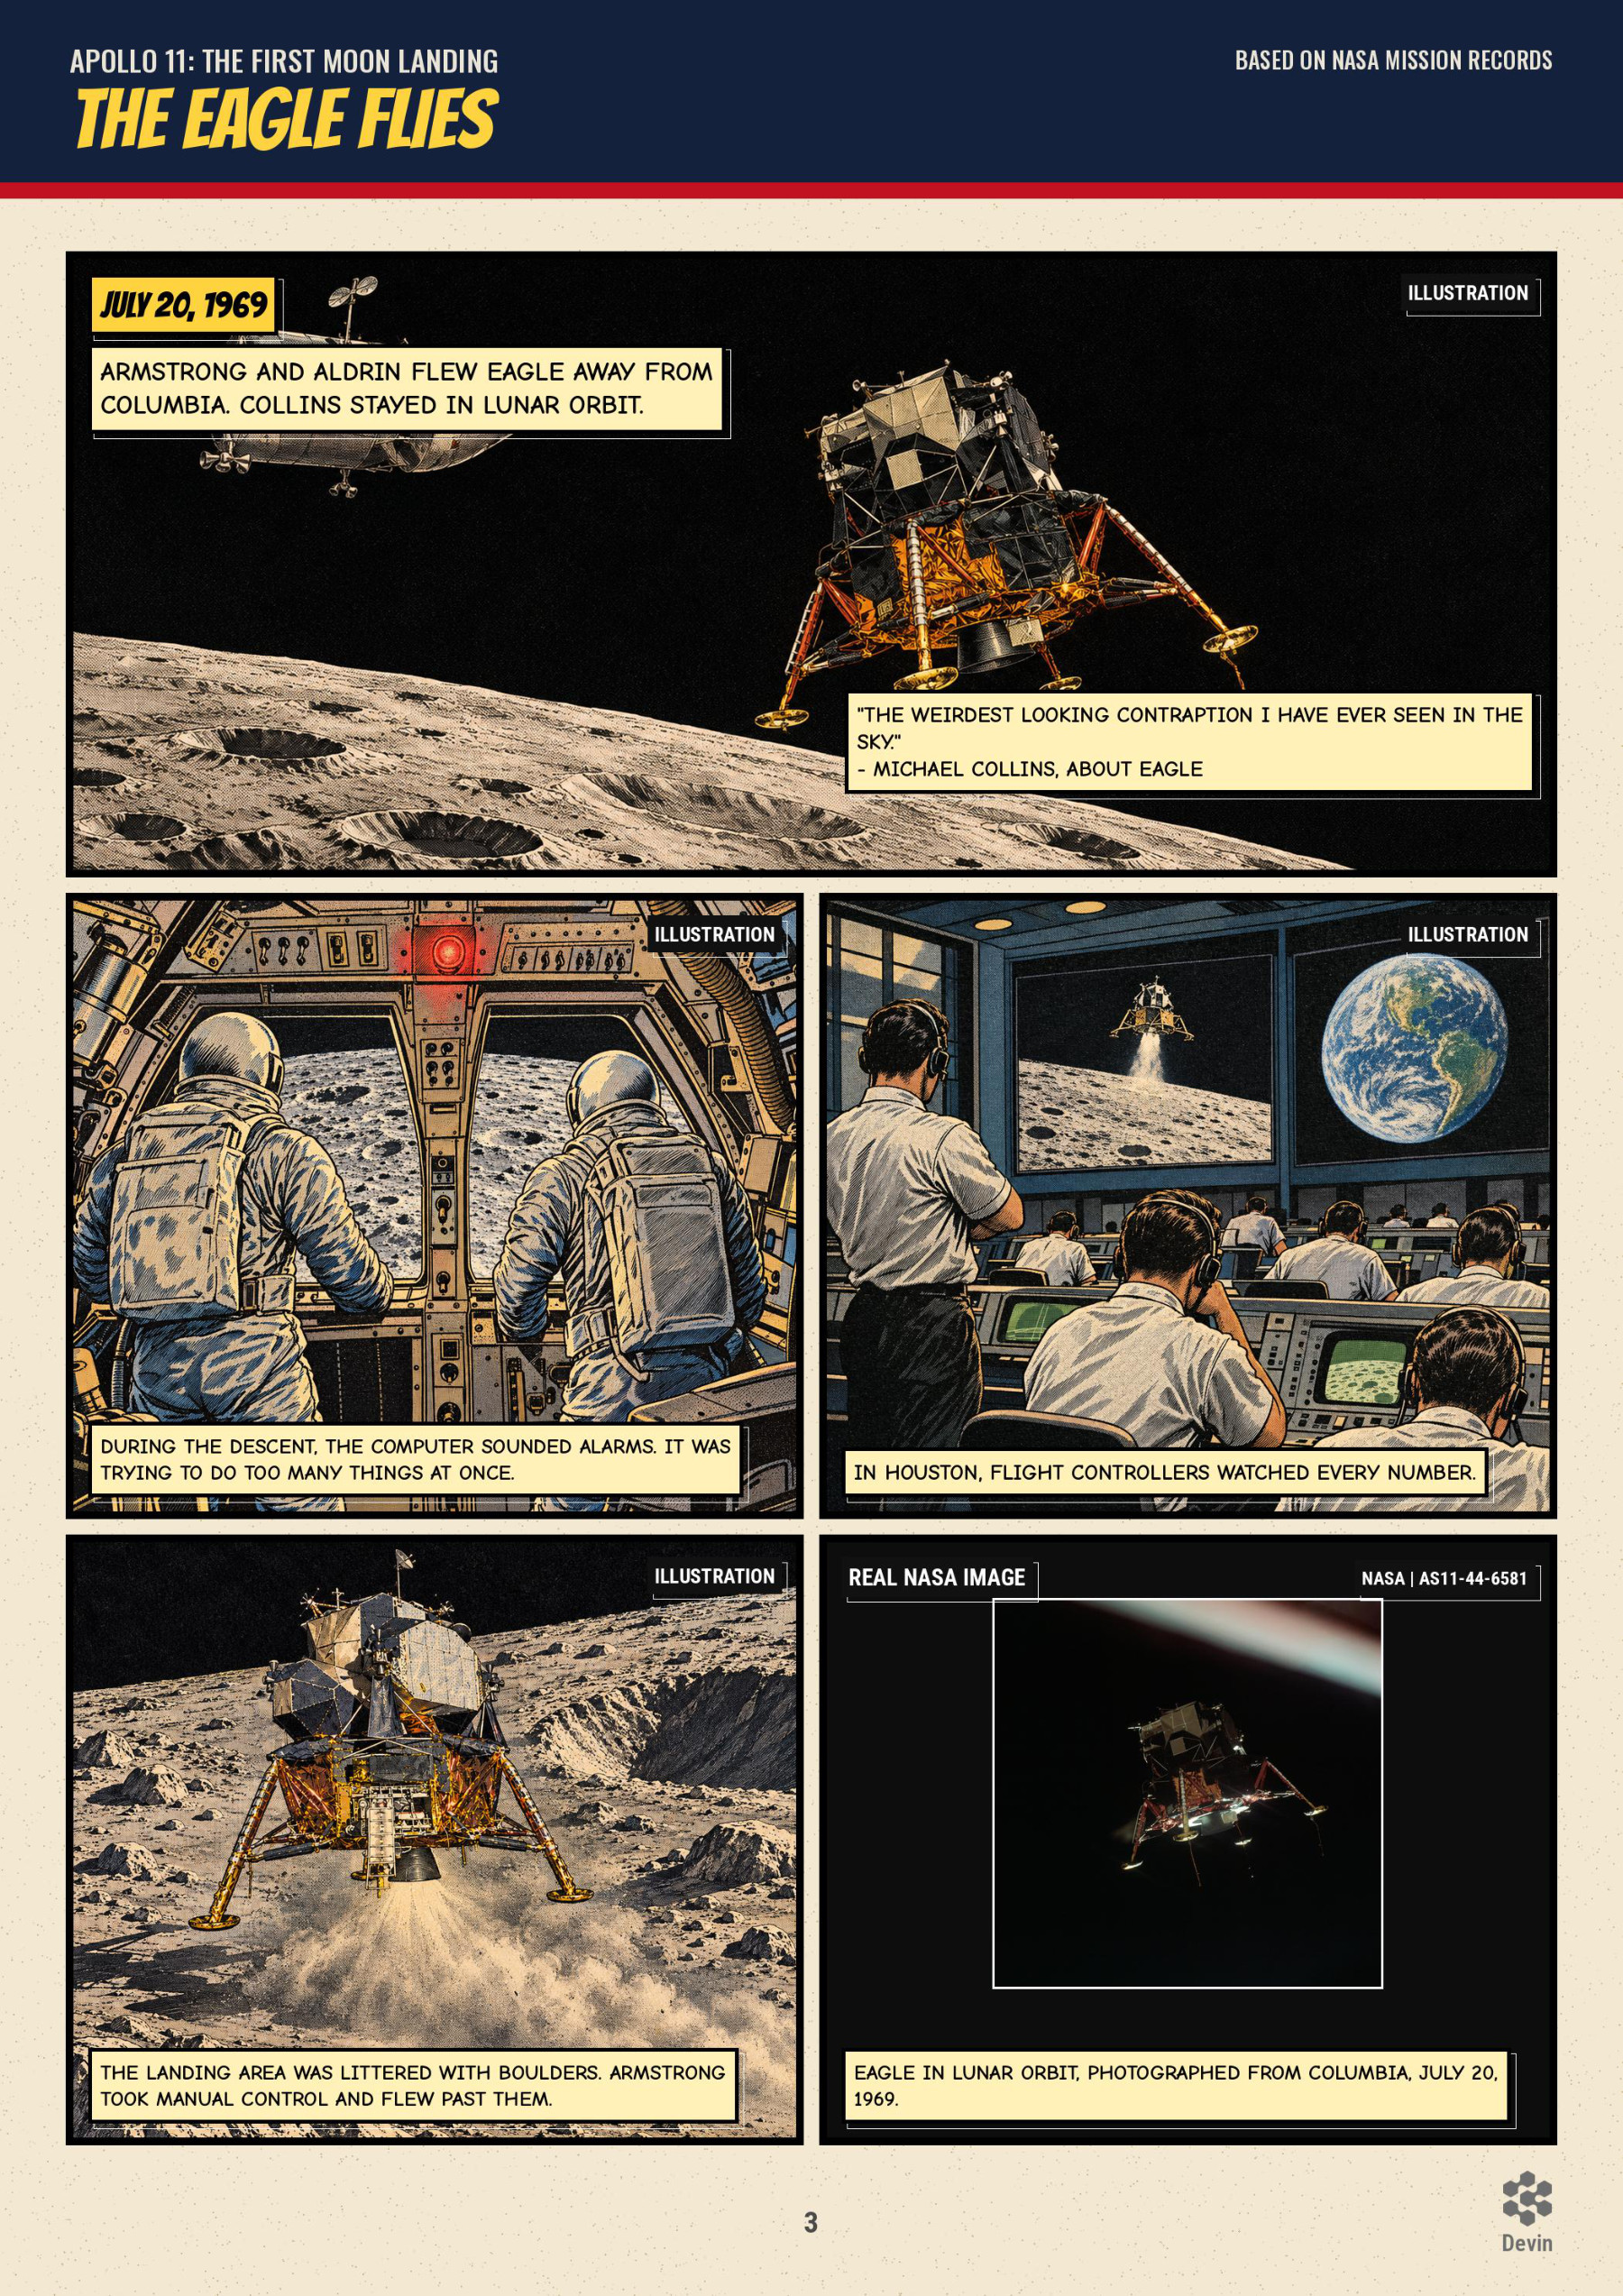 APOLLO 11: THE FIRST MOON LANDING
BASED ON NASA MISSION RECORDS
THE EAGLE FLIES
JULY 20, 1969
ILLUSTRATION
ARMSTRONG AND ALDRIN FLEW EAGLE AWAY FROM
COLUMBIA. COLLINS STAYED IN LUNAR ORBIT.
"THE WEIRDEST LOOKING CONTRAPTION I HAVE EVER SEEN IN THE
SKY."
- MICHAEL COLLINS, ABOUT EAGLE
ILLUSTRATION
DURING THE DESCENT, THE COMPUTER SOUNDED ALARMS. IT WAS
TRYING TO DO TOO MANY THINGS AT ONCE.
ILLUSTRATION
IN HOUSTON, FLIGHT CONTROLLERS WATCHED EVERY NUMBER.
ILLUSTRATION
THE LANDING AREA WAS LITTERED WITH BOULDERS. ARMSTRONG
TOOK MANUAL CONTROL AND FLEW PAST THEM.
REAL NASA IMAGE
NASA | AS11-44-6581
EAGLE IN LUNAR ORBIT, PHOTOGRAPHED FROM COLUMBIA, JULY 20,
1969.
3
Devin